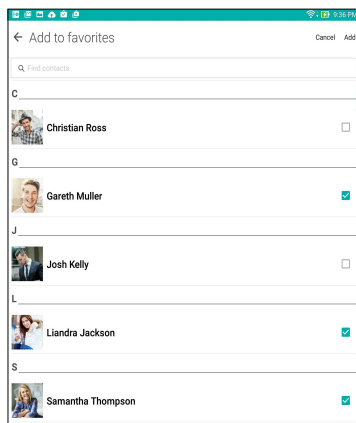 9:36 PM
Add to favorites
Cancel Add
Find contacts
C
Christian Ross
G
Gareth Muller
J
Josh Kelly
L
Liandra Jackson
S
Samantha Thompson